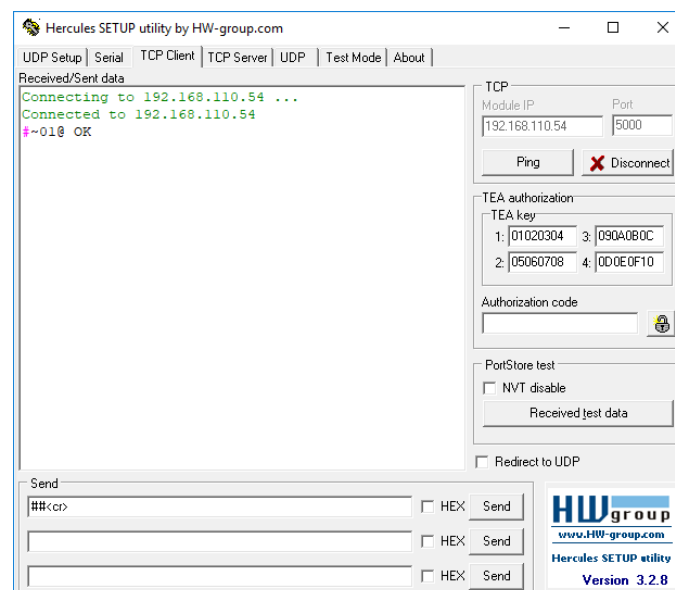 Hercules SETUP utility by HW-group.com
UDP Setup Serial TCP Client TCP Server UDP Test Mode About
Received/Sent data
Connecting to 192.168.110.54 ...
Connected to 192.168.110.54
#~01@ OK
TCP
Module IP Port
192.168.110.54 5000
Ping Disconnect
TEA authorization
TEA key
1: 01020304 3: 090A0B0C
2: 05060708 4: 0D0E0F10
Authorization code
PortStore test
NVT disable
Received test data
Redirect to UDP
Send
##<cr> HEX Send
HEX Send
HEX Send
HW group
www.HW-group.com
Hercules SETUP utility
Version 3.2.8